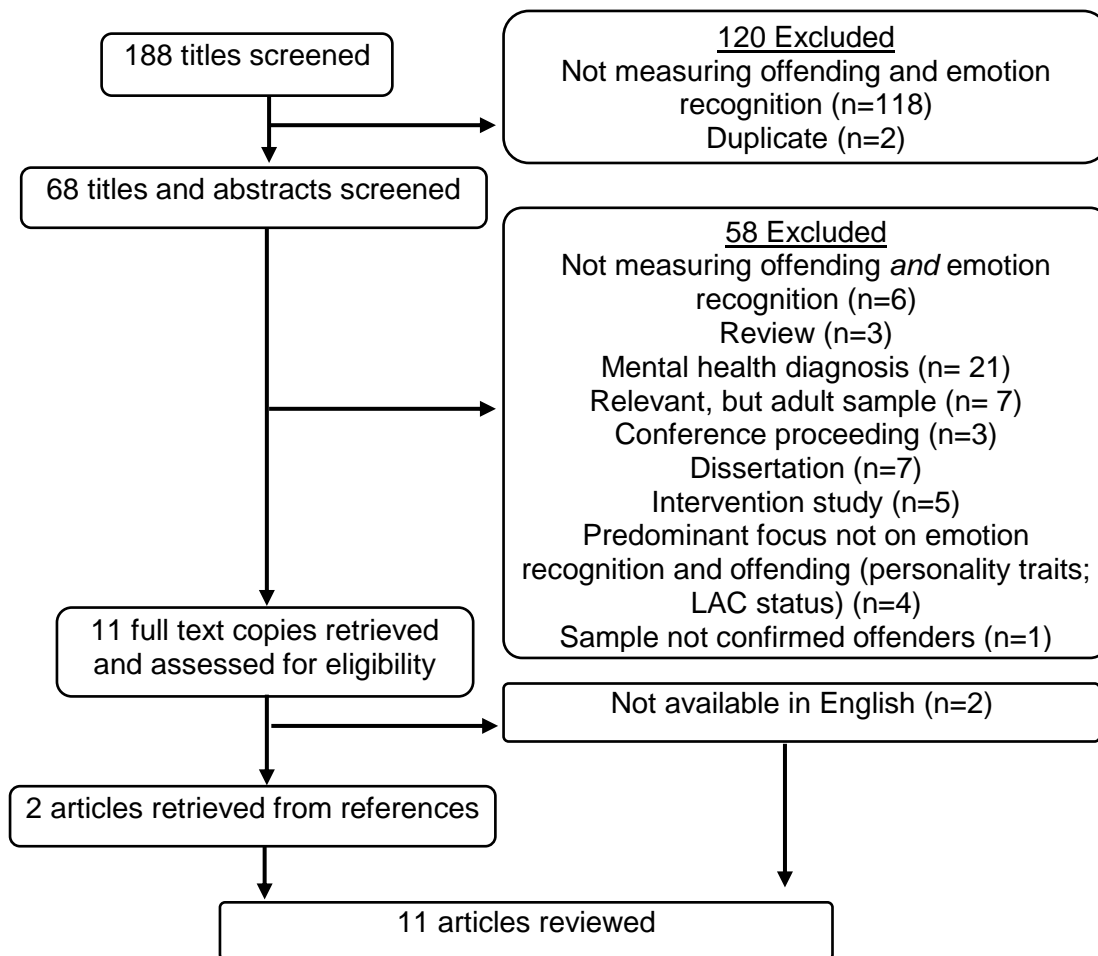 188 titles screened
120 Excluded
Not measuring offending and emotion
recognition (n=118)
Duplicate (n=2)
68 titles and abstracts screened
58 Excluded
Not measuring offending and emotion
recognition (n=6)
Review (n=3)
Mental health diagnosis (n= 21)
Relevant, but adult sample (n= 7)
Conference proceeding (n=3)
Dissertation (n=7)
Intervention study (n=5)
Predominant focus not on emotion
recognition and offending (personality traits;
LAC status) (n=4)
Sample not confirmed offenders (n=1)
11 full text copies retrieved
and assessed for eligibility
Not available in English (n=2)
2 articles retrieved from references
11 articles reviewed